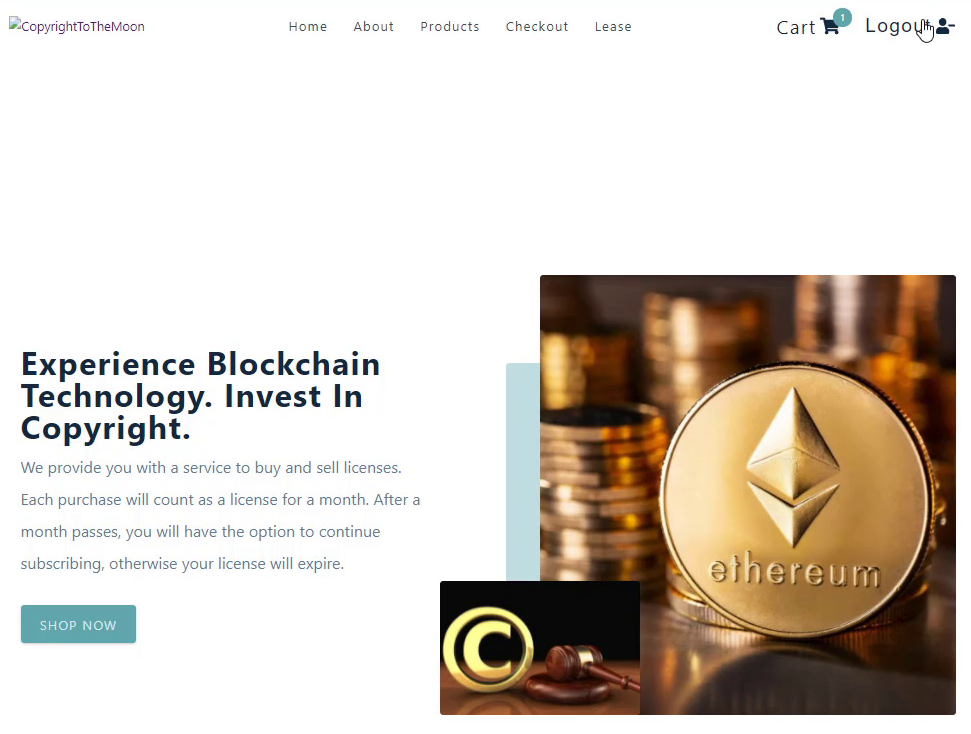 CopyrightToTheMoon
Home About Products Checkout Lease
Cart 1 Logout
Experience Blockchain
Technology. Invest In
Copyright.
We provide you with a service to buy and sell licenses.
Each purchase will count as a license for a month. After a
month passes, you will have the option to continue
subscribing, otherwise your license will expire.
SHOP NOW
ethereum
©